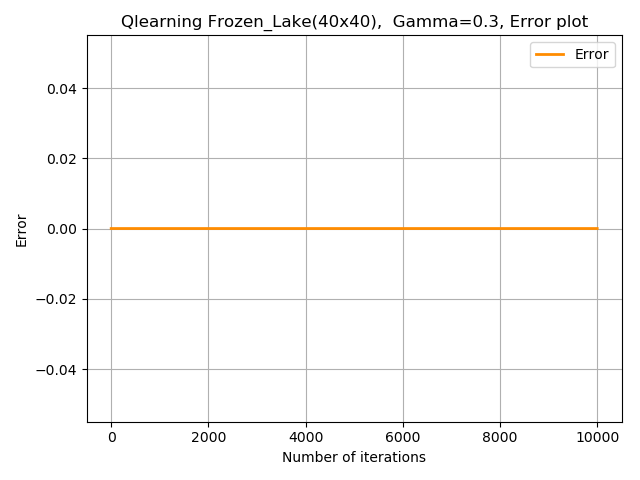 Qlearning Frozen_Lake(40x40),  Gamma=0.3, Error plot
Error
0.04
0.02
0.00
−0.02
−0.04
Error
0 2000 4000 6000 8000 10000
Number of iterations